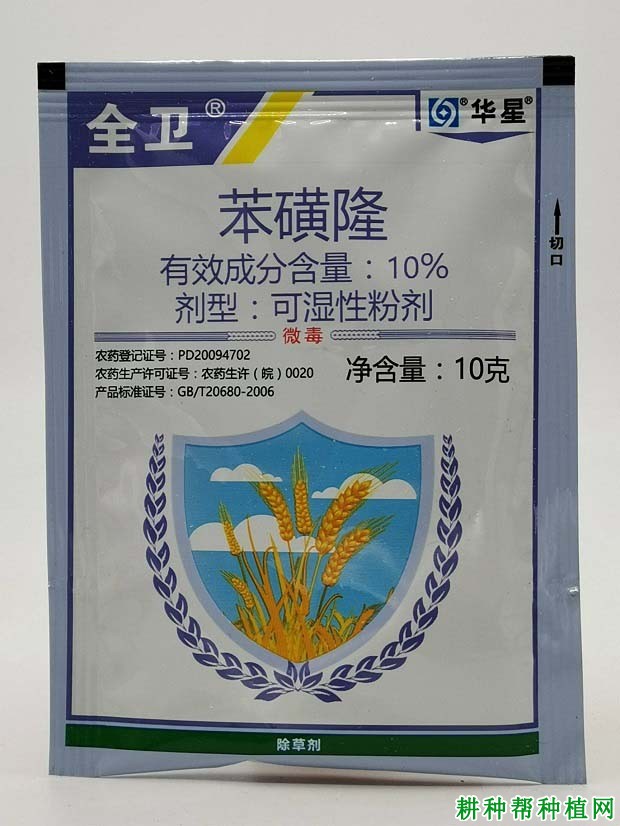 全卫®
®华星®
苯磺隆
有效成分含量：10%
剂型：可湿性粉剂
微毒
农药登记证号：PD20094702
农药生产许可证号：农药生许（皖）0020
产品标准证号：GB/T20680-2006
净含量：10克
切口
除草剂
耕种帮种植网